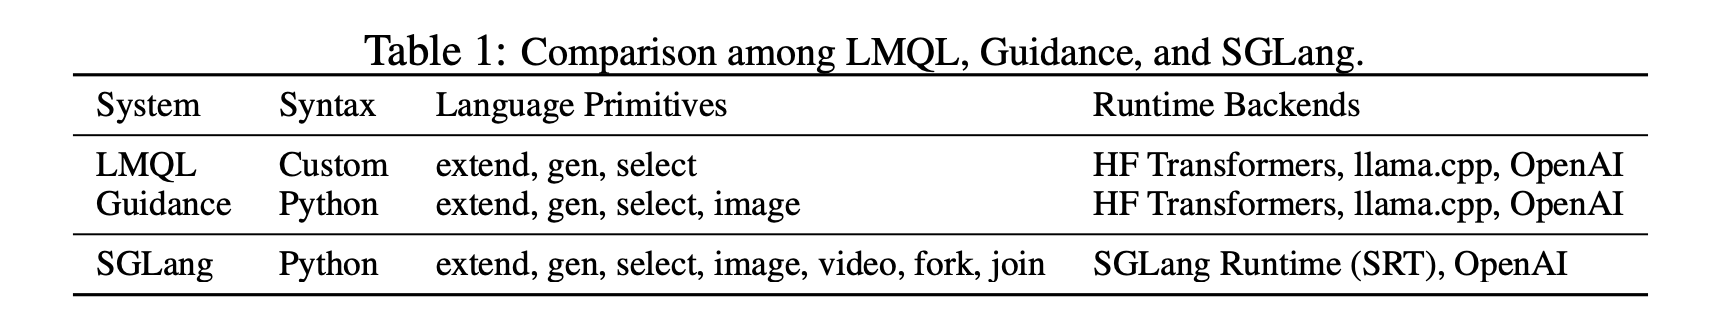 Table 1: Comparison among LMQL, Guidance, and SGLang.
System Syntax Language Primitives Runtime Backends
LMQL Custom extend, gen, select HF Transformers, llama.cpp, OpenAI
Guidance Python extend, gen, select, image HF Transformers, llama.cpp, OpenAI
SGLang Python extend, gen, select, image, video, fork, join SGLang Runtime (SRT), OpenAI